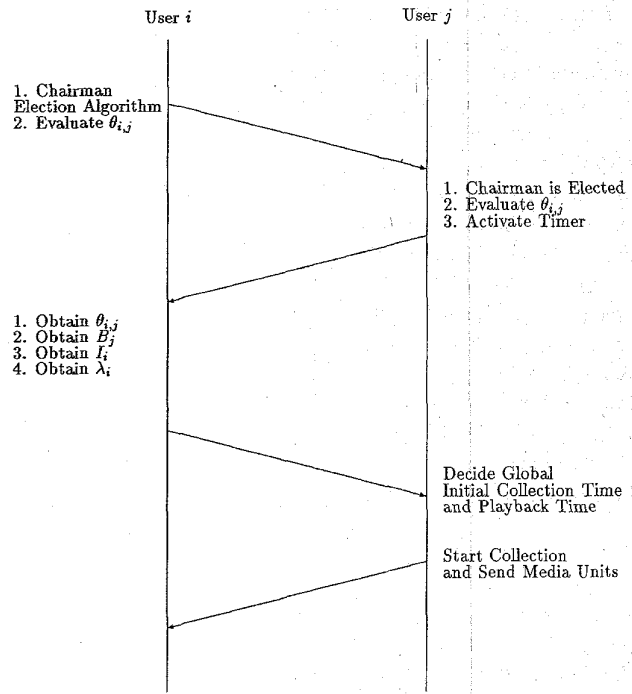 User i
User j
1. Chairman
Election Algorithm
2. Evaluate θi,j
1. Chairman is Elected
2. Evaluate θi,j
3. Activate Timer
1. Obtain θi,j
2. Obtain Bj
3. Obtain Ii
4. Obtain λi
Decide Global
Initial Collection Time
and Playback Time
Start Collection
and Send Media Units